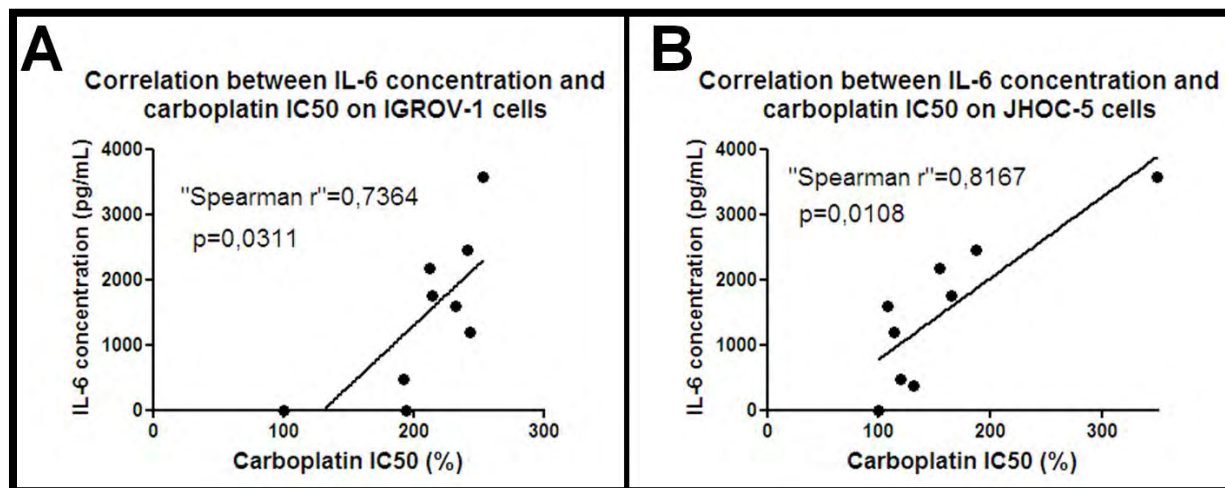 A
Correlation between IL-6 concentration and
carboplatin IC50 on IGROV-1 cells
IL-6 concentration (pg/mL)
4000
3000
2000
1000
0
"Spearman r"=0,7364
p=0,0311
0
100
200
300
Carboplatin IC50 (%)
B
Correlation between IL-6 concentration and
carboplatin IC50 on JHOC-5 cells
IL-6 concentration (pg/mL)
4000
3000
2000
1000
0
"Spearman r"=0,8167
p=0,0108
0
100
200
300
Carboplatin IC50 (%)